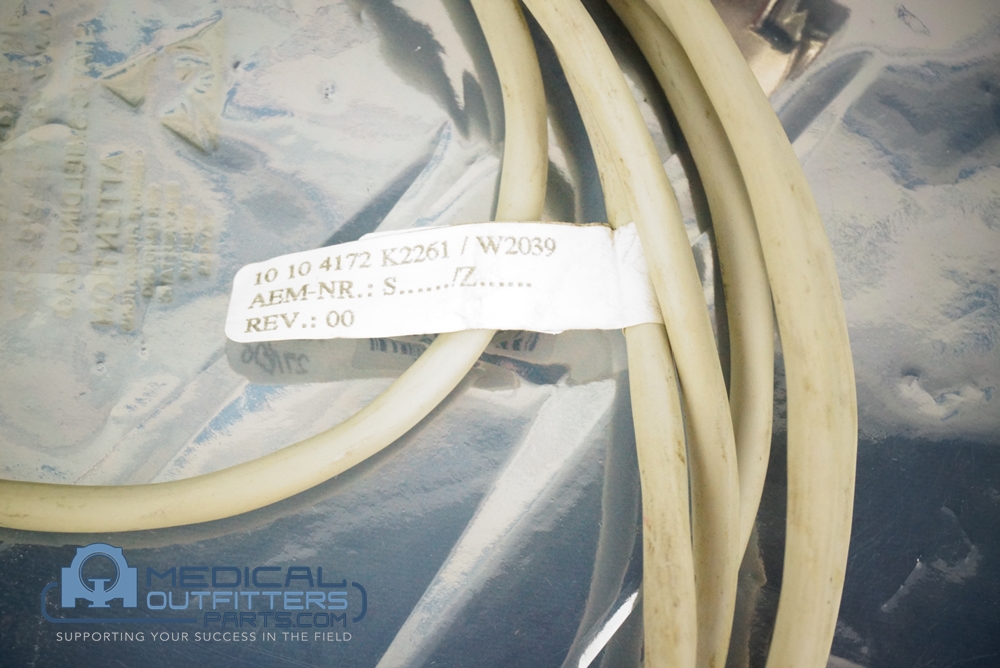 10 10 4172 K2261 / W2039
AEM-NR.: S....../Z......
REV.: 00
MEDICAL
OUTFITTERS
PARTS.COM
SUPPORTING YOUR SUCCESS IN THE FIELD